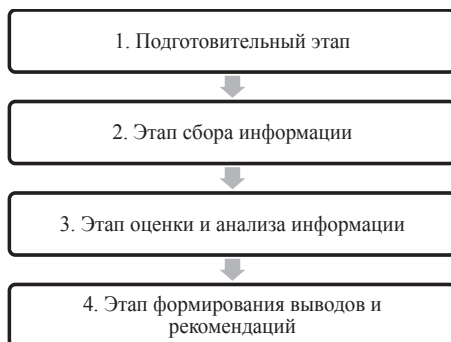 1. Подготовительный этап
2. Этап сбора информации
3. Этап оценки и анализа информации
4. Этап формирования выводов и
рекомендаций